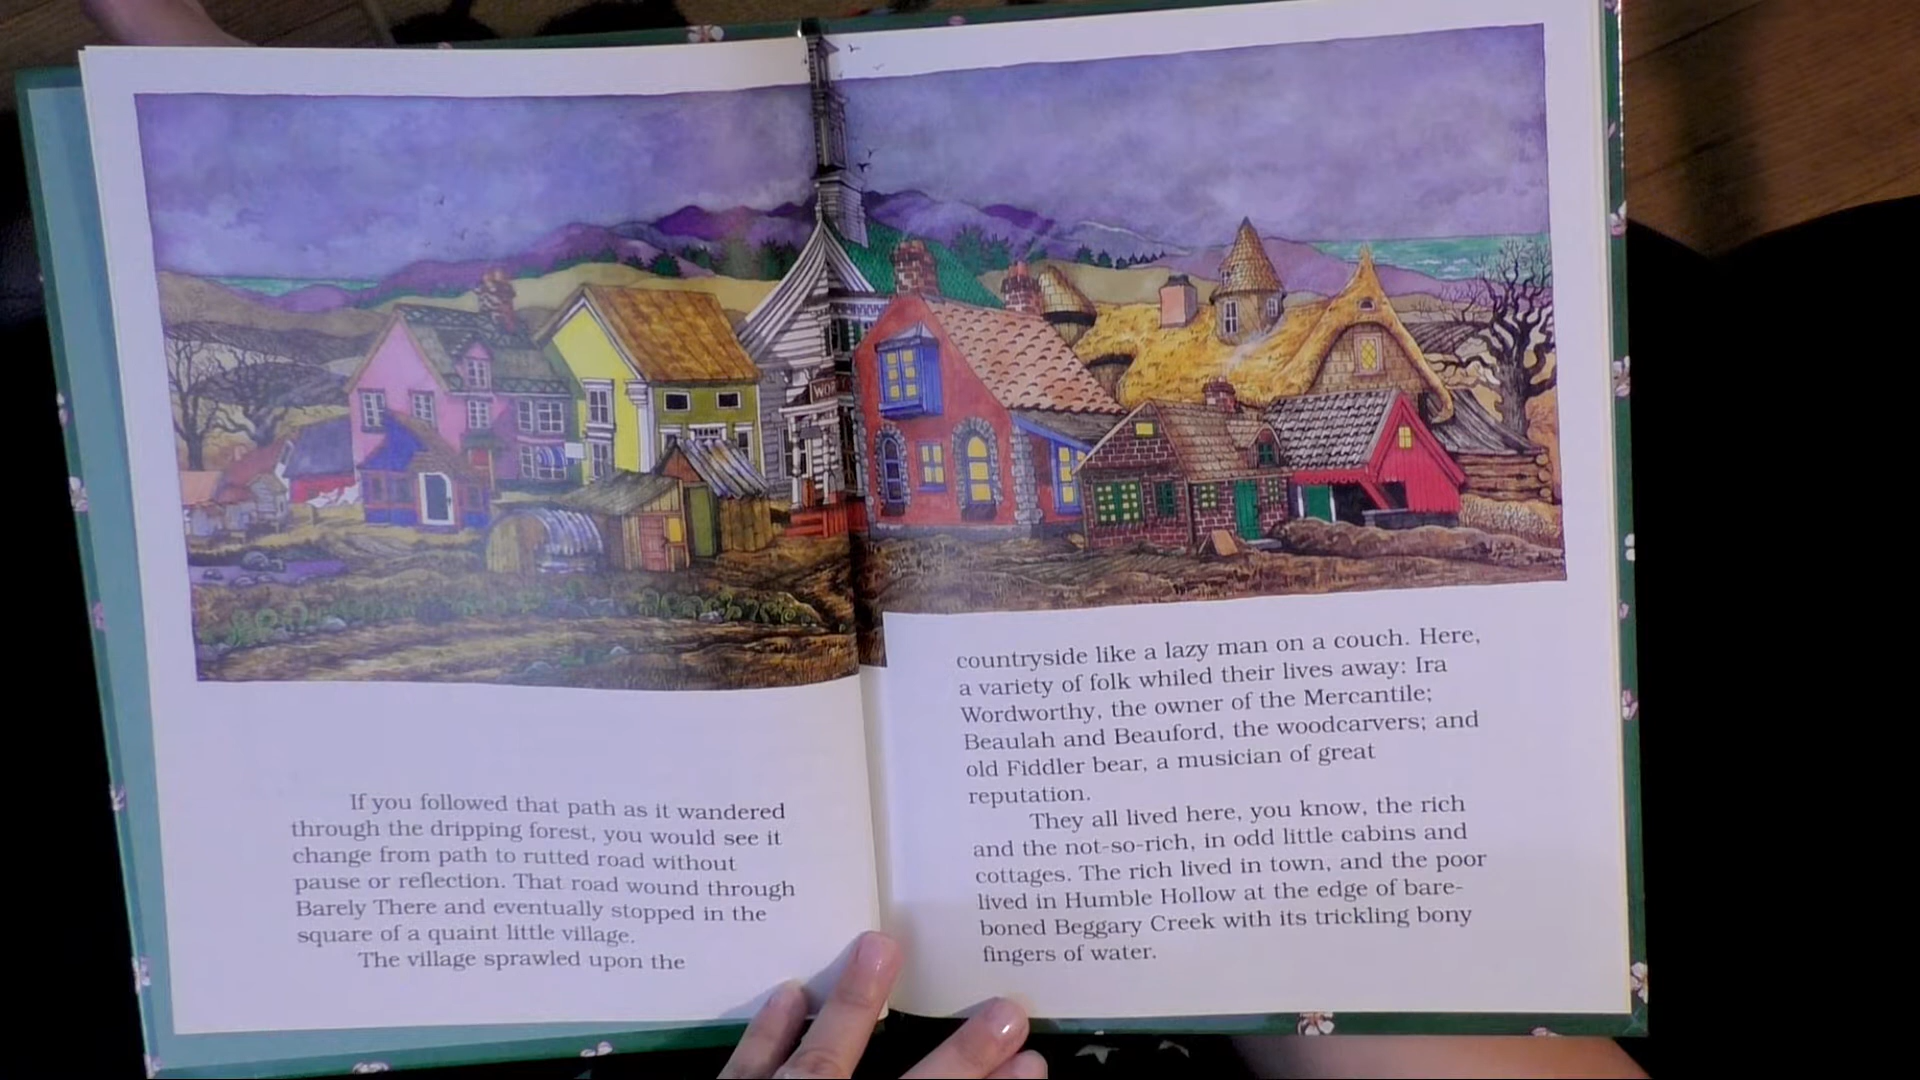 If you followed that path as it wandered
through the dripping forest, you would see it
change from path to rutted road without
pause or reflection. That road wound through
Barely There and eventually stopped in the
square of a quaint little village.
The village sprawled upon the
countryside like a lazy man on a couch. Here,
a variety of folk whiled their lives away: Ira
Wordworthy, the owner of the Mercantile;
Beaulah and Beauford, the woodcarvers; and
old Fiddler bear, a musician of great
reputation.
They all lived here, you know, the rich
and the not-so-rich, in odd little cabins and
cottages. The rich lived in town, and the poor
lived in Humble Hollow at the edge of bare-
boned Beggary Creek with its trickling bony
fingers of water.